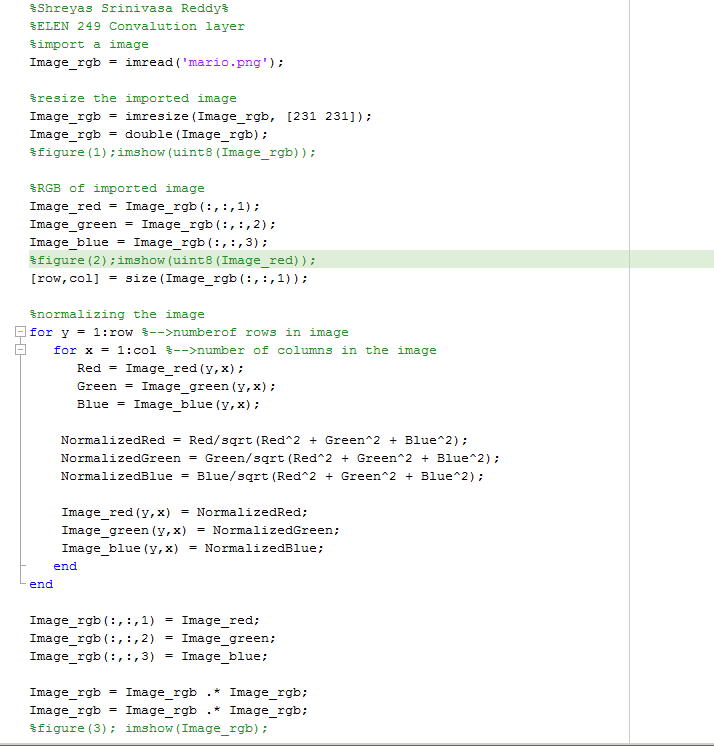 %Shreyas Srinivasa Reddy%
%ELEN 249 Convalution layer
%import a image
Image_rgb = imread('mario.png');
%resize the imported image
Image_rgb = imresize(Image_rgb, [231 231]);
Image_rgb = double(Image_rgb);
%figure(1);imshow(uint8(Image_rgb));
%RGB of imported image
Image_red = Image_rgb(:,:,1);
Image_green = Image_rgb(:,:,2);
Image_blue = Image_rgb(:,:,3);
%figure(2);imshow(uint8(Image_red));
[row,col] = size(Image_rgb(:,:,1));
%normalizing the image
for y = 1:row %-->numberof rows in image
for x = 1:col %-->number of columns in the image
Red = Image_red(y,x);
Green = Image_green(y,x);
Blue = Image_blue(y,x);
NormalizedRed = Red/sqrt(Red^2 + Green^2 + Blue^2);
NormalizedGreen = Green/sqrt(Red^2 + Green^2 + Blue^2);
NormalizedBlue = Blue/sqrt(Red^2 + Green^2 + Blue^2);
Image_red(y,x) = NormalizedRed;
Image_green(y,x) = NormalizedGreen;
Image_blue(y,x) = NormalizedBlue;
end
end
Image_rgb(:,:,1) = Image_red;
Image_rgb(:,:,2) = Image_green;
Image_rgb(:,:,3) = Image_blue;
Image_rgb = Image_rgb .* Image_rgb;
Image_rgb = Image_rgb .* Image_rgb;
%figure(3); imshow(Image_rgb);